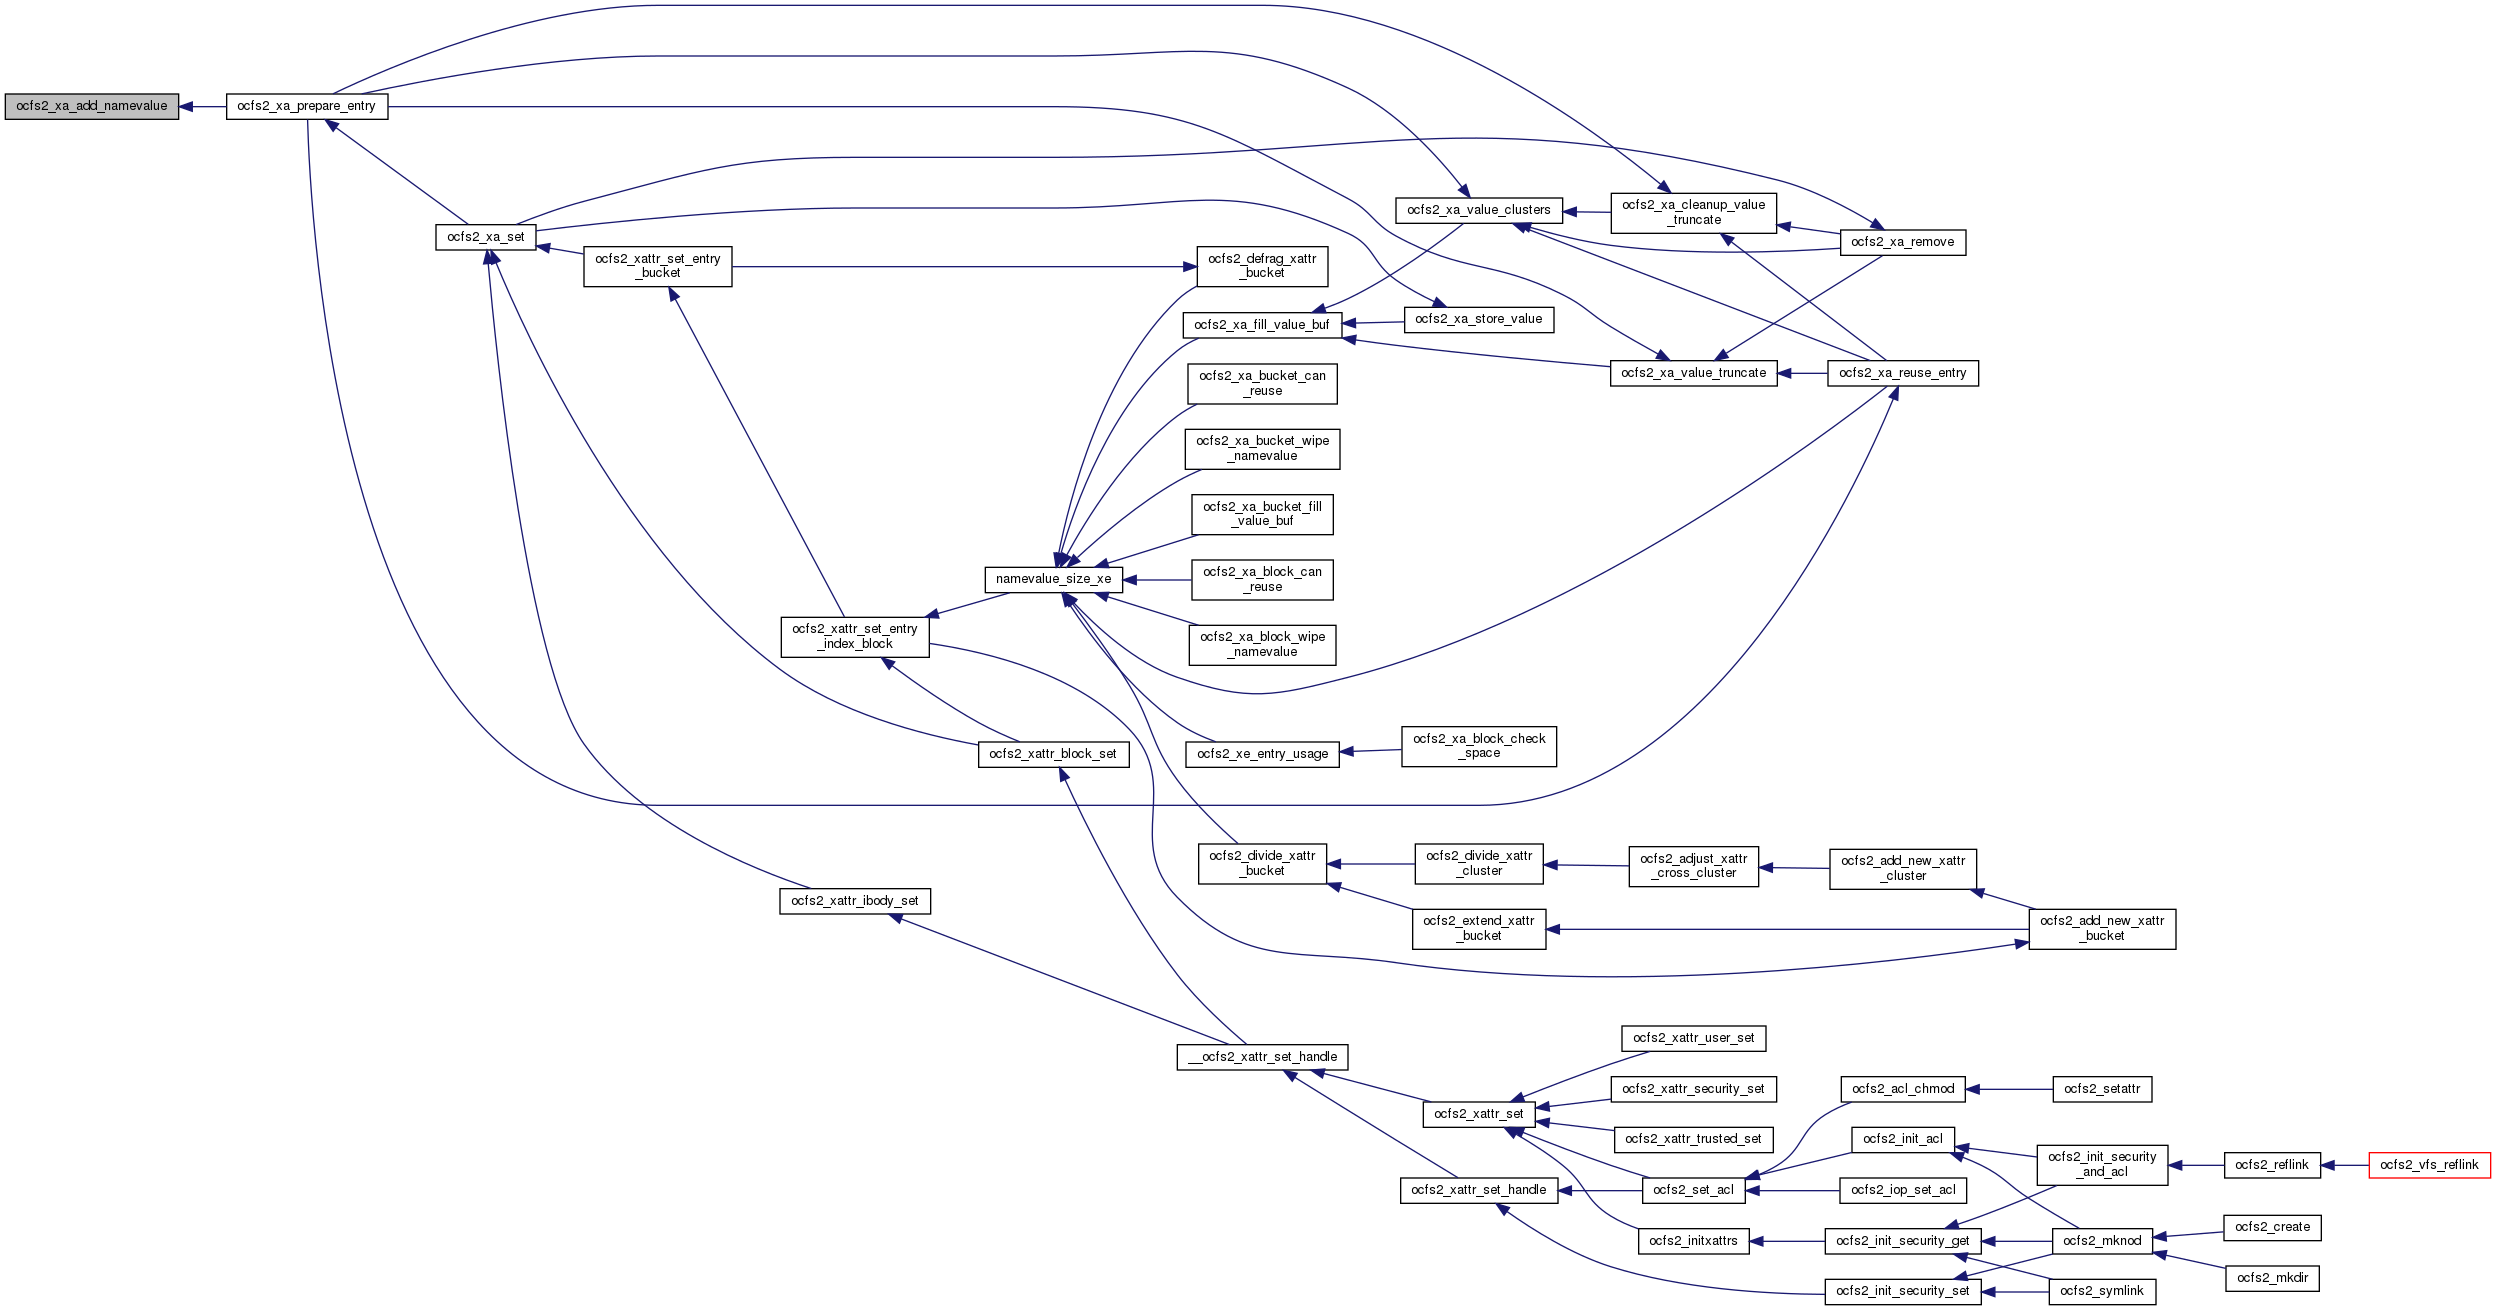 ocfs2_xa_add_namevalue
ocfs2_xa_prepare_entry
ocfs2_xa_set
ocfs2_xattr_set_entry
_bucket
ocfs2_xattr_set_entry
_index_block
ocfs2_xattr_ibody_set
namevalue_size_xe
ocfs2_xattr_block_set
ocfs2_defrag_xattr
_bucket
ocfs2_xa_fill_value_buf
ocfs2_xa_bucket_can
_reuse
ocfs2_xa_bucket_wipe
_namevalue
ocfs2_xa_bucket_fill
_value_buf
ocfs2_xa_block_can
_reuse
ocfs2_xa_block_wipe
_namevalue
ocfs2_xe_entry_usage
ocfs2_divide_xattr
_bucket
__ocfs2_xattr_set_handle
ocfs2_xa_value_clusters
ocfs2_xa_store_value
ocfs2_xa_block_check
_space
ocfs2_divide_xattr
_cluster
ocfs2_extend_xattr
_bucket
ocfs2_xattr_set
ocfs2_xattr_set_handle
ocfs2_xa_cleanup_value
_truncate
ocfs2_xa_value_truncate
ocfs2_adjust_xattr
_cross_cluster
ocfs2_xattr_user_set
ocfs2_xattr_security_set
ocfs2_xattr_trusted_set
ocfs2_set_acl
ocfs2_initxattrs
ocfs2_xa_remove
ocfs2_xa_reuse_entry
ocfs2_add_new_xattr
_cluster
ocfs2_acl_chmod
ocfs2_init_acl
ocfs2_iop_set_acl
ocfs2_init_security_get
ocfs2_init_security_set
ocfs2_add_new_xattr
_bucket
ocfs2_setattr
ocfs2_init_security
_and_acl
ocfs2_mknod
ocfs2_symlink
ocfs2_reflink
ocfs2_create
ocfs2_mkdir
ocfs2_vfs_reflink